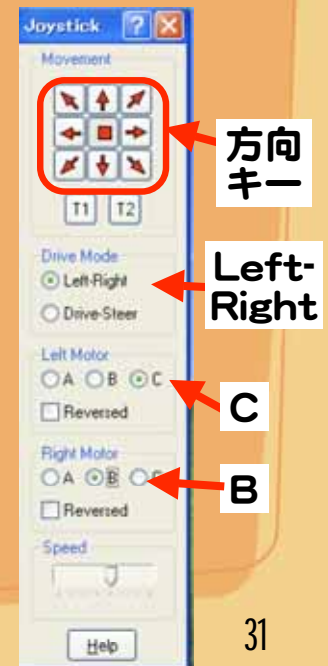 Joystick
Movement
方向
キー
T1 T2
Drive Mode
Left-Right
Drive-Steer
Left-
Right
Left Motor
A B C
Reversed
C
Right Motor
A B C
Reversed
B
Speed
Help
31